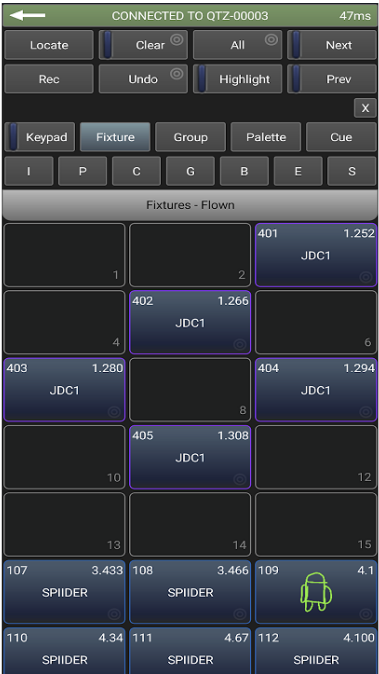 CONNECTED TO QTZ-00003 47ms
Locate Clear All Next
Rec Undo Highlight Prev
X
Keypad Fixture Group Palette Cue
I P C G B E S
Fixtures - Flown
1 2 401 1.252
JDC1
4 402 1.266 6
JDC1
403 1.280 8 404 1.294
JDC1 JDC1
10 405 1.308 12
JDC1
13 14 15
107 3.433 108 3.466 109 4.1
SPIIDER SPIIDER
110 4.34 111 4.67 112 4.100
SPIIDER SPIIDER SPIIDER